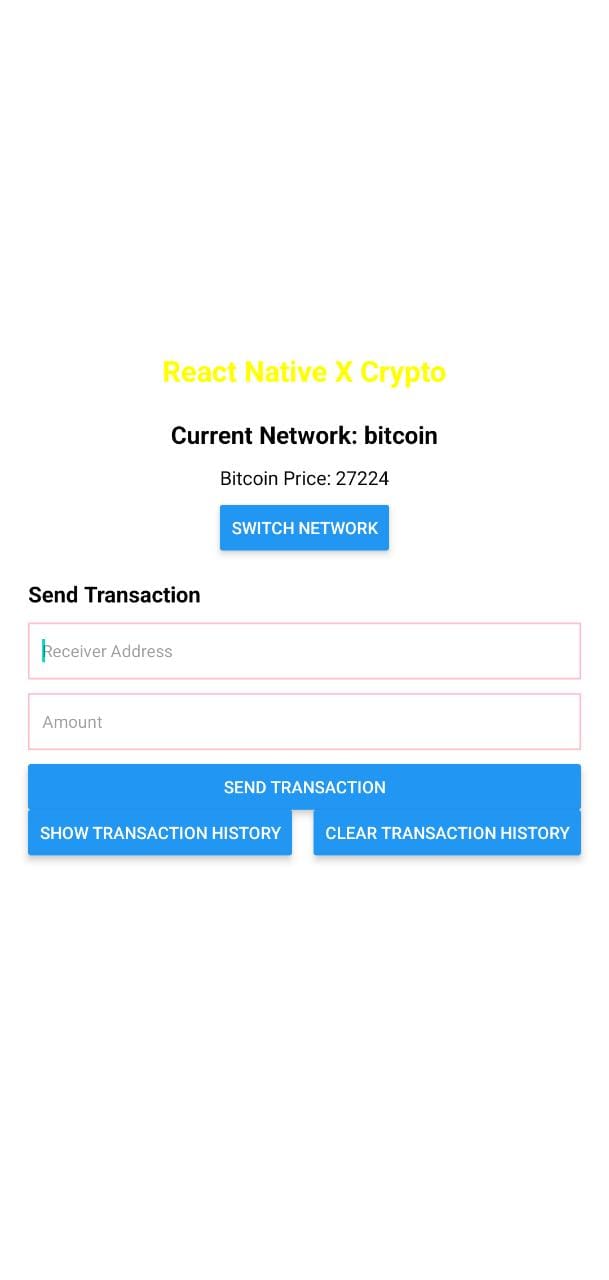 React Native X Crypto
Current Network: bitcoin
Bitcoin Price: 27224
SWITCH NETWORK
Send Transaction
Receiver Address
Amount
SEND TRANSACTION
SHOW TRANSACTION HISTORY
CLEAR TRANSACTION HISTORY